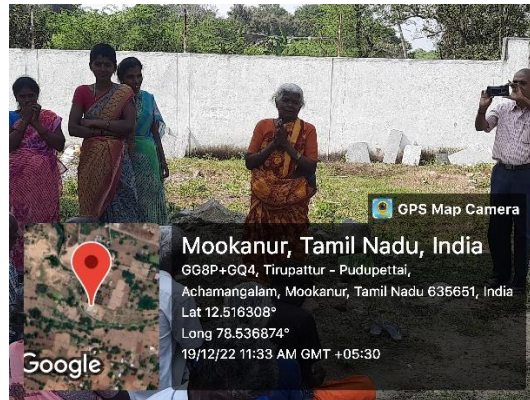 GPS Map Camera
Mookanur, Tamil Nadu, India
GG8P+GQ4, Tirupattur - Pudupettai,
Achamangalam, Mookanur, Tamil Nadu 635651, India
Lat 12.516308°
Long 78.536874°
19/12/22 11:33 AM GMT +05:30
Google